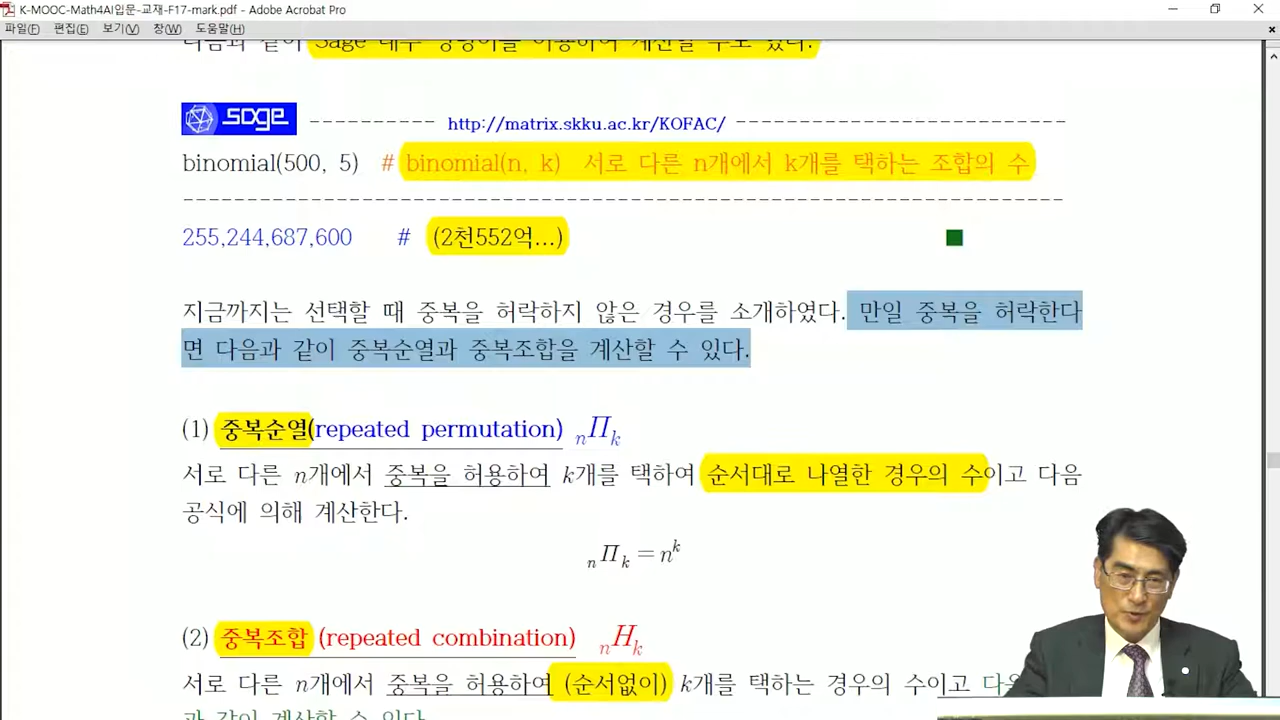 K-MOOC-Math4AI입문-교재-F17-mark.pdf - Adobe Acrobat Pro
파일(F) 편집(E) 보기(V) 창(W) 도움말(H)
sage ---------- http://matrix.skku.ac.kr/KOFAC/ ------------------------------
binomial(500, 5) # binomial(n, k) 서로 다른 n개에서 k개를 택하는 조합의 수
255,244,687,600 # (2천552억...)
지금까지는 선택할 때 중복을 허락하지 않은 경우를 소개하였다. 만일 중복을 허락한다
면 다음과 같이 중복순열과 중복조합을 계산할 수 있다.
(1) 중복순열(repeated permutation) nΠk
서로 다른 n개에서 중복을 허용하여 k개를 택하여 순서대로 나열한 경우의 수이고 다음
공식에 의해 계산한다.
nΠk = n^k
(2) 중복조합 (repeated combination) nHk
서로 다른 n개에서 중복을 허용하여 (순서없이) k개를 택하는 경우의 수이고